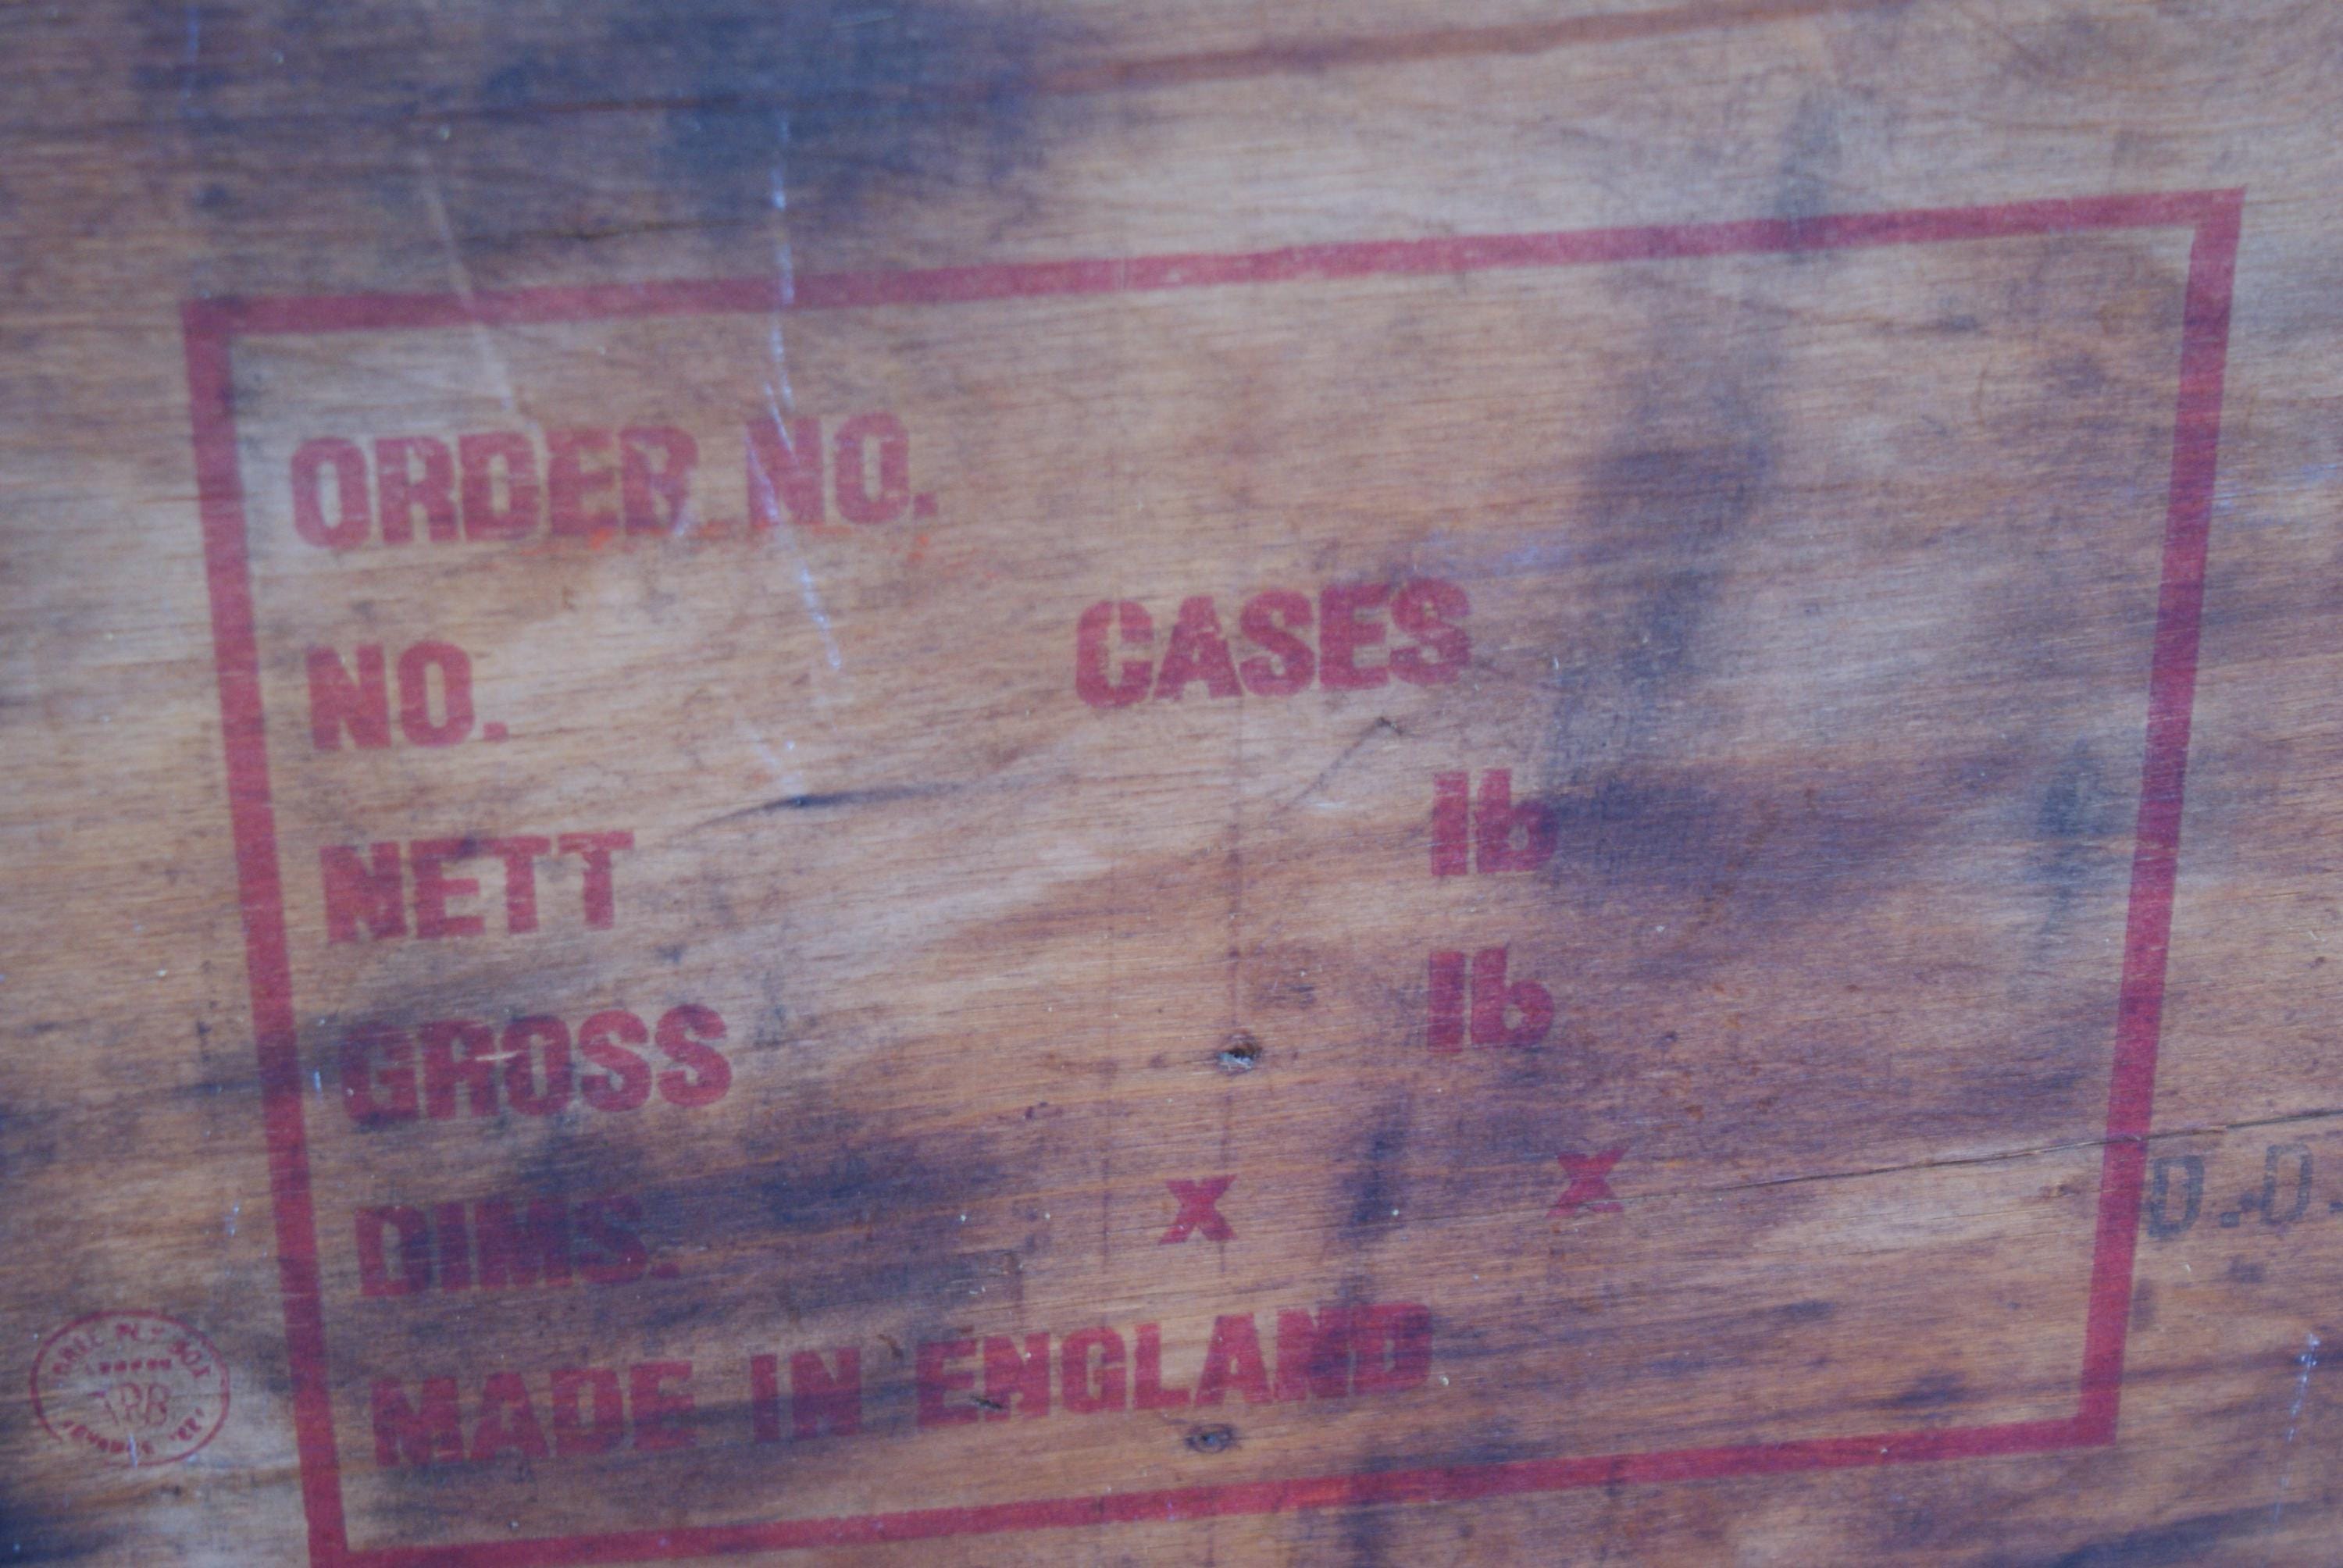 ORDER NO.
NO. CASES
NETT lb
GROSS lb
DIMS. x x
MADE IN ENGLAND
D.O.